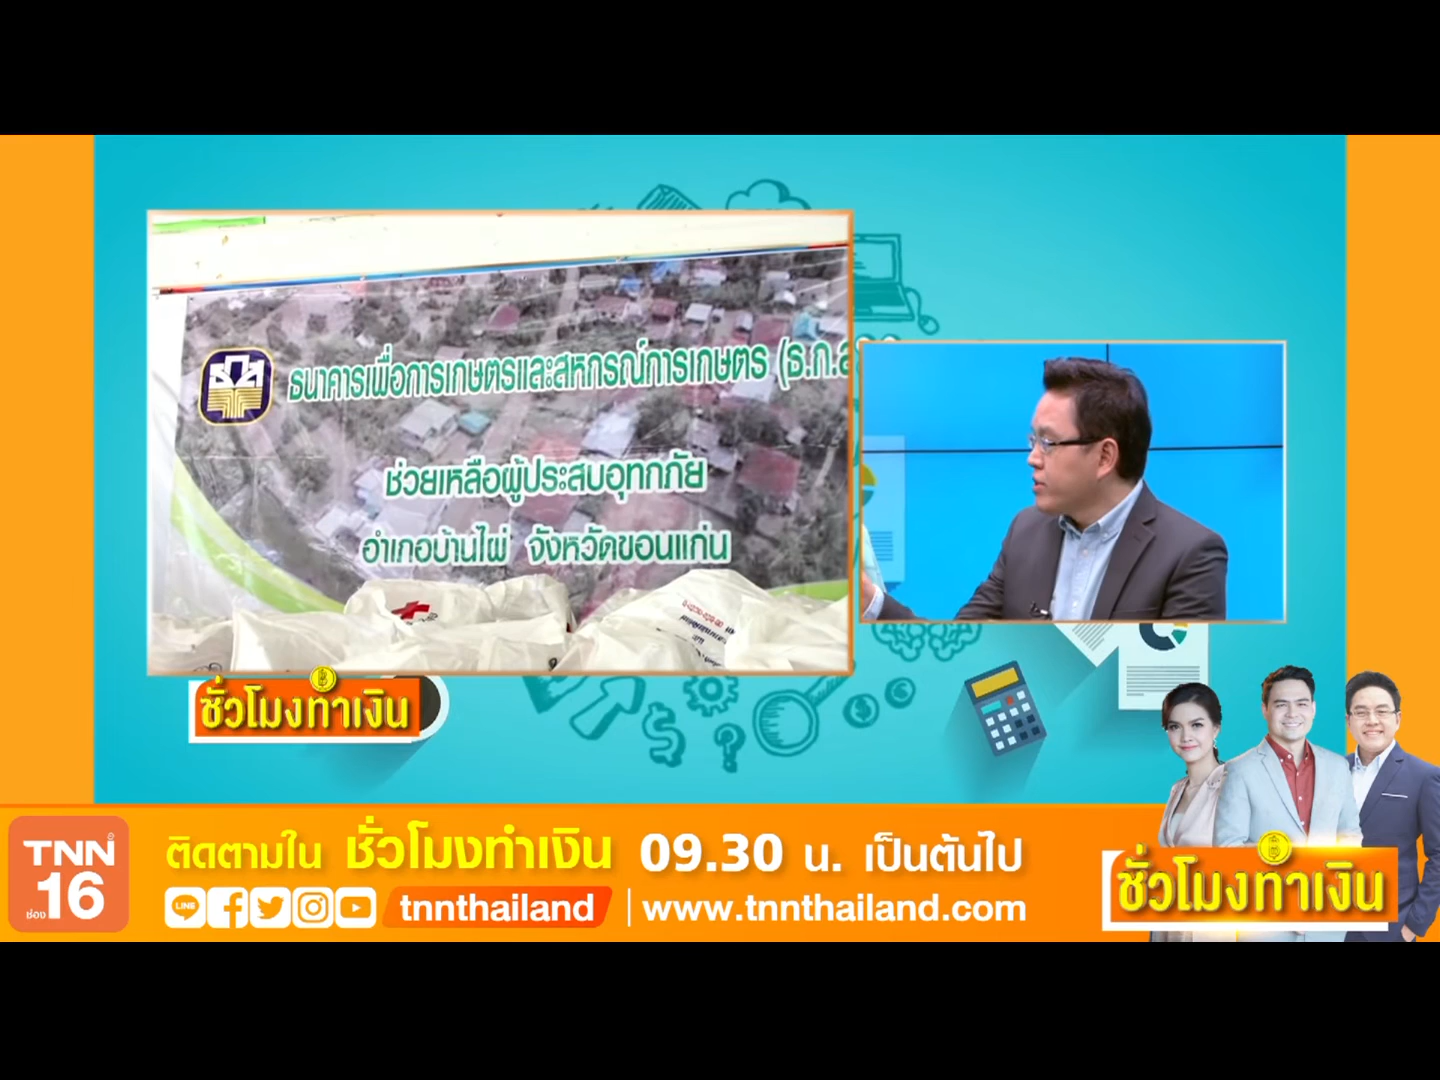 ธนาคารเพื่อการเกษตรและสหกรณ์การเกษตร (ธ.ก.ส
ธกส
ช่วยเหลือผู้ประสบอุทกภัย
อำเภอบ้านไผ่ จังหวัดขอนแก่น
ชั่วโมงทำเงิน
TNN
ช่อง 16
ติดตามใน ชั่วโมงทำเงิน 09.30 น. เป็นต้นไป
LINE tnnthailand | www.tnnthailand.com
ชั่วโมงทำเงิน